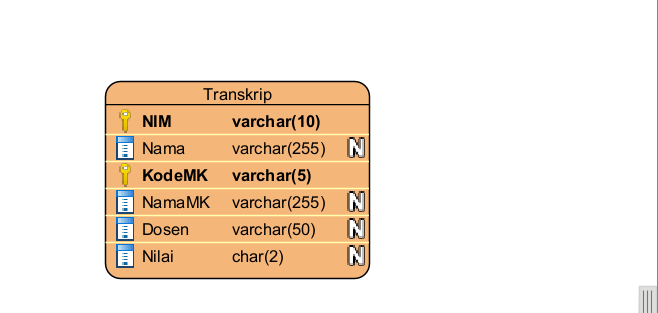 Transkrip
NIM varchar(10)
Nama varchar(255) N
KodeMK varchar(5)
NamaMK varchar(255) N
Dosen varchar(50) N
Nilai char(2) N